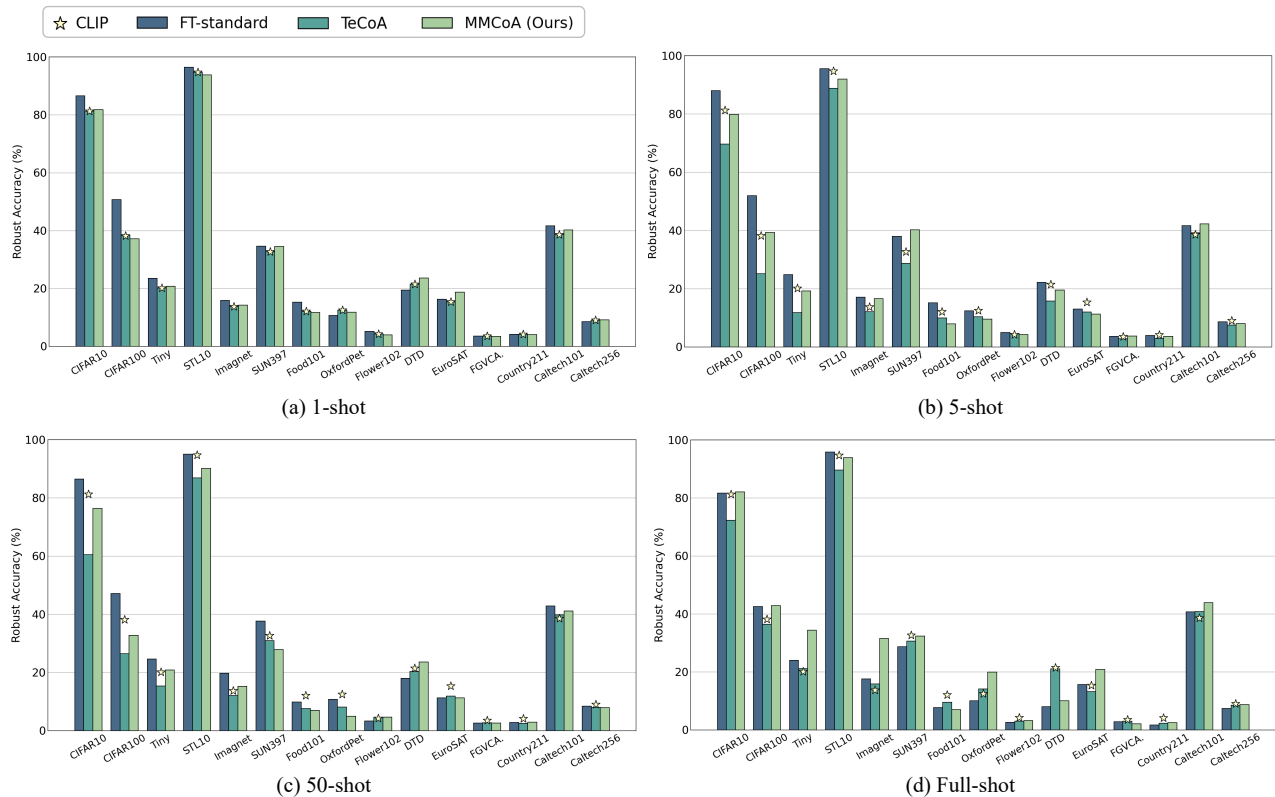 CLIP FT-standard TeCoA MMCoA (Ours)
Robust Accuracy (%)
100
80
60
40
20
0
CIFAR10 CIFAR100 Tiny STL10 Imagnet SUN397 Food101 OxfordPet Flower102 DTD EuroSAT FGVCA. Country211 Caltech101 Caltech256
(a) 1-shot
Robust Accuracy (%)
100
80
60
40
20
0
CIFAR10 CIFAR100 Tiny STL10 Imagnet SUN397 Food101 OxfordPet Flower102 DTD EuroSAT FGVCA. Country211 Caltech101 Caltech256
(b) 5-shot
Robust Accuracy (%)
100
80
60
40
20
0
CIFAR10 CIFAR100 Tiny STL10 Imagnet SUN397 Food101 OxfordPet Flower102 DTD EuroSAT FGVCA. Country211 Caltech101 Caltech256
(c) 50-shot
Robust Accuracy (%)
100
80
60
40
20
0
CIFAR10 CIFAR100 Tiny STL10 Imagnet SUN397 Food101 OxfordPet Flower102 DTD EuroSAT FGVCA. Country211 Caltech101 Caltech256
(d) Full-shot